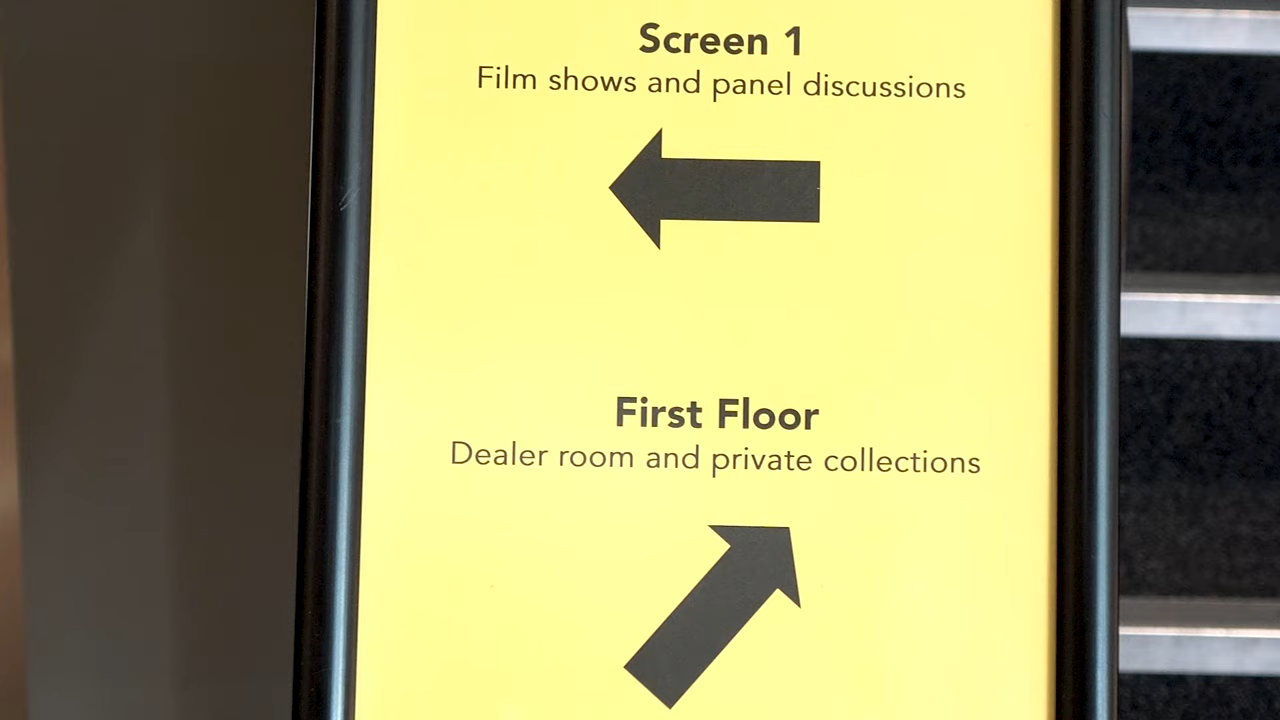 Screen 1
Film shows and panel discussions
First Floor
Dealer room and private collections